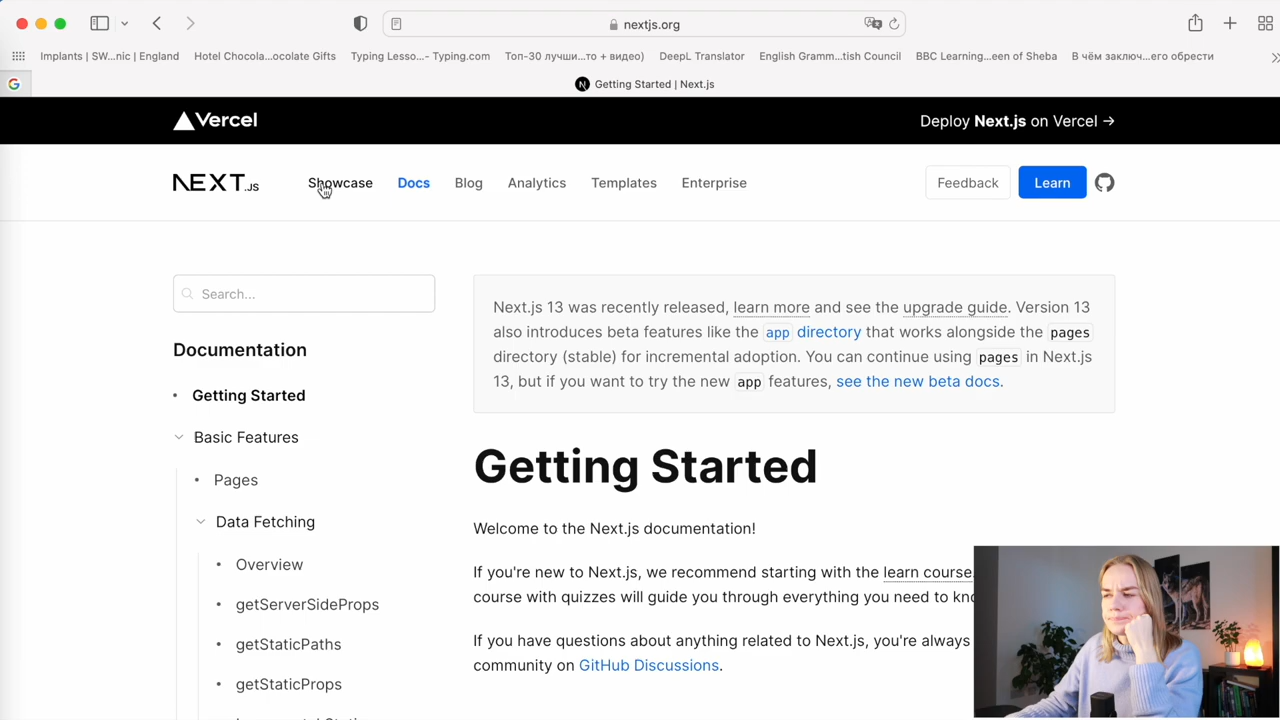 nextjs.org
Implants | SW...nic | England
Hotel Chocola...ocolate Gifts
Typing Lesso...- Typing.com
Топ-30 лучши...то + видео)
DeepL Translator
English Gramm...tish Council
BBC Learning...een of Sheba
В чём заключ...его обрести
G
N
Getting Started | Next.js
Vercel
Deploy Next.js on Vercel →
NEXT.JS
Showcase
Docs
Blog
Analytics
Templates
Enterprise
Feedback
Learn
Search...
Documentation
Getting Started
Basic Features
Pages
Data Fetching
Overview
getServerSideProps
getStaticPaths
getStaticProps
Next.js 13 was recently released, learn more and see the upgrade guide. Version 13
also introduces beta features like the app directory that works alongside the pages
directory (stable) for incremental adoption. You can continue using pages in Next.js
13, but if you want to try the new app features, see the new beta docs.
Getting Started
Welcome to the Next.js documentation!
If you're new to Next.js, we recommend starting with the learn course.
course with quizzes will guide you through everything you need to
If you have questions about anything related to Next.js, you're always
community on GitHub Discussions.